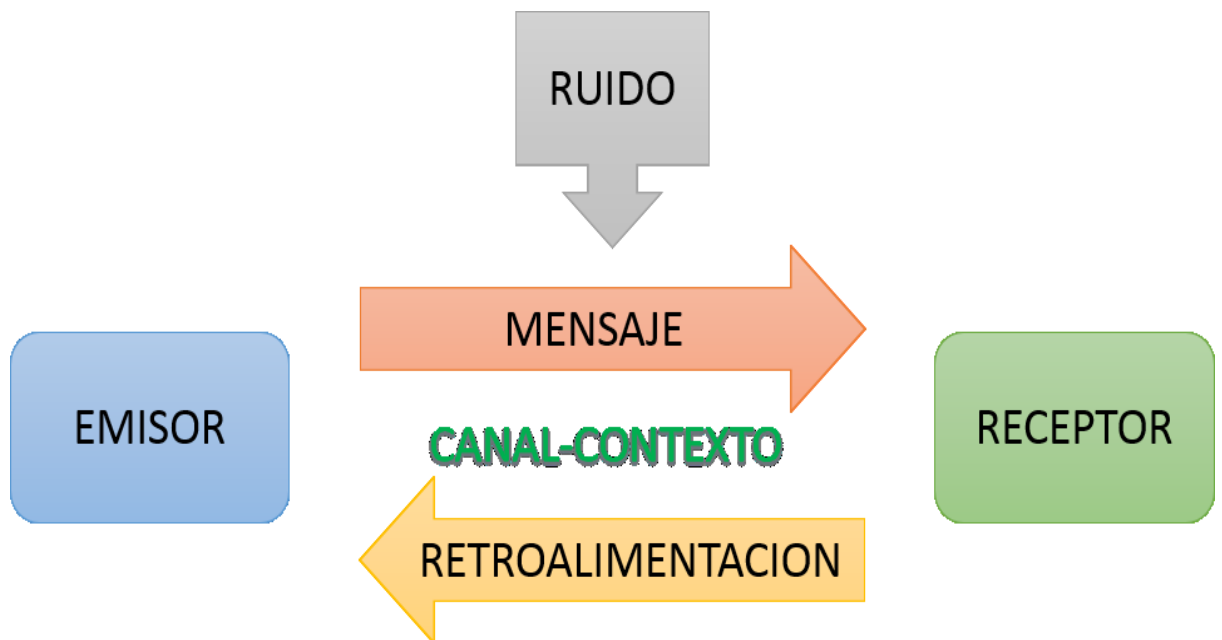 RUIDO
MENSAJE
EMISOR
CANAL-CONTEXTO
RECEPTOR
RETROALIMENTACION